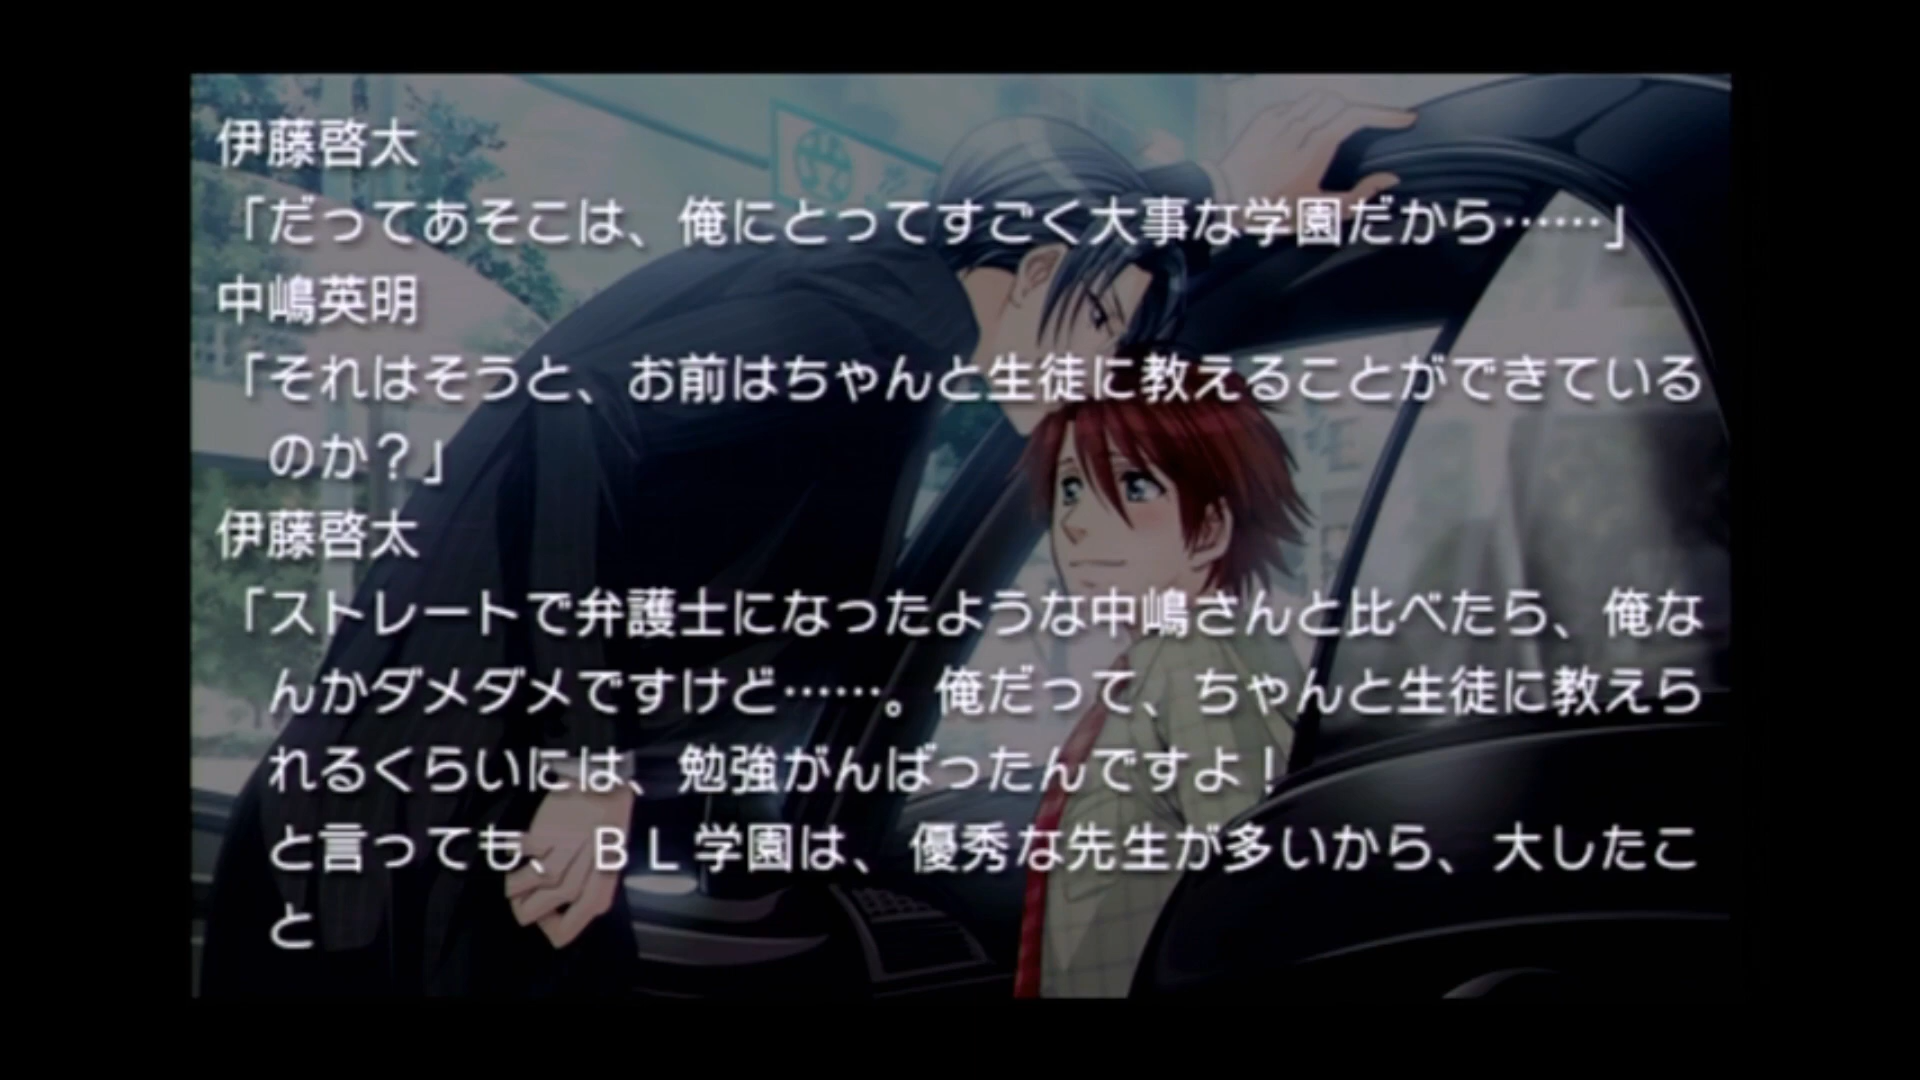 伊藤啓太
「だってあそこは、俺にとってすごく大事な学園だから……」
中嶋英明
「それはそうと、お前はちゃんと生徒に教えることができている
のか？」
伊藤啓太
「ストレートで弁護士になったような中嶋さんと比べたら、俺な
んかダメダメですけど……。俺だって、ちゃんと生徒に教えら
れるくらいには、勉強がんばったんですよ！
と言っても、ＢＬ学園は、優秀な先生が多いから、大したこ
と